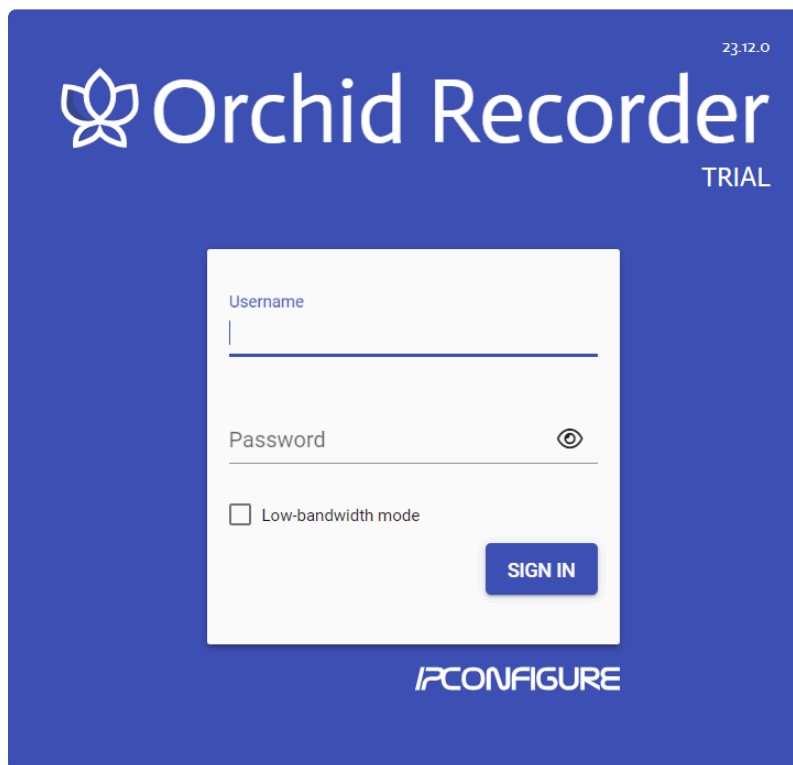 23.12.0
Orchid Recorder
TRIAL
Username
Password
Low-bandwidth mode
SIGN IN
IPCONFIGURE